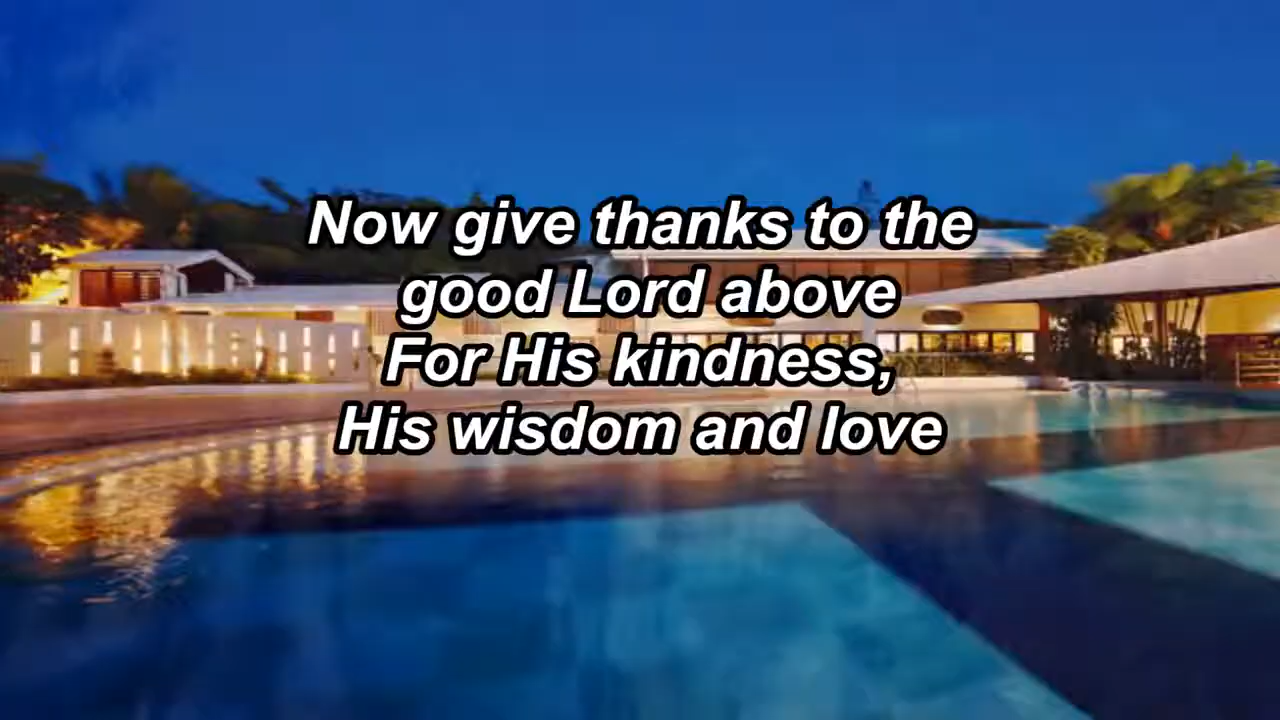 Now give thanks to the
good Lord above
For His kindness,
His wisdom and love